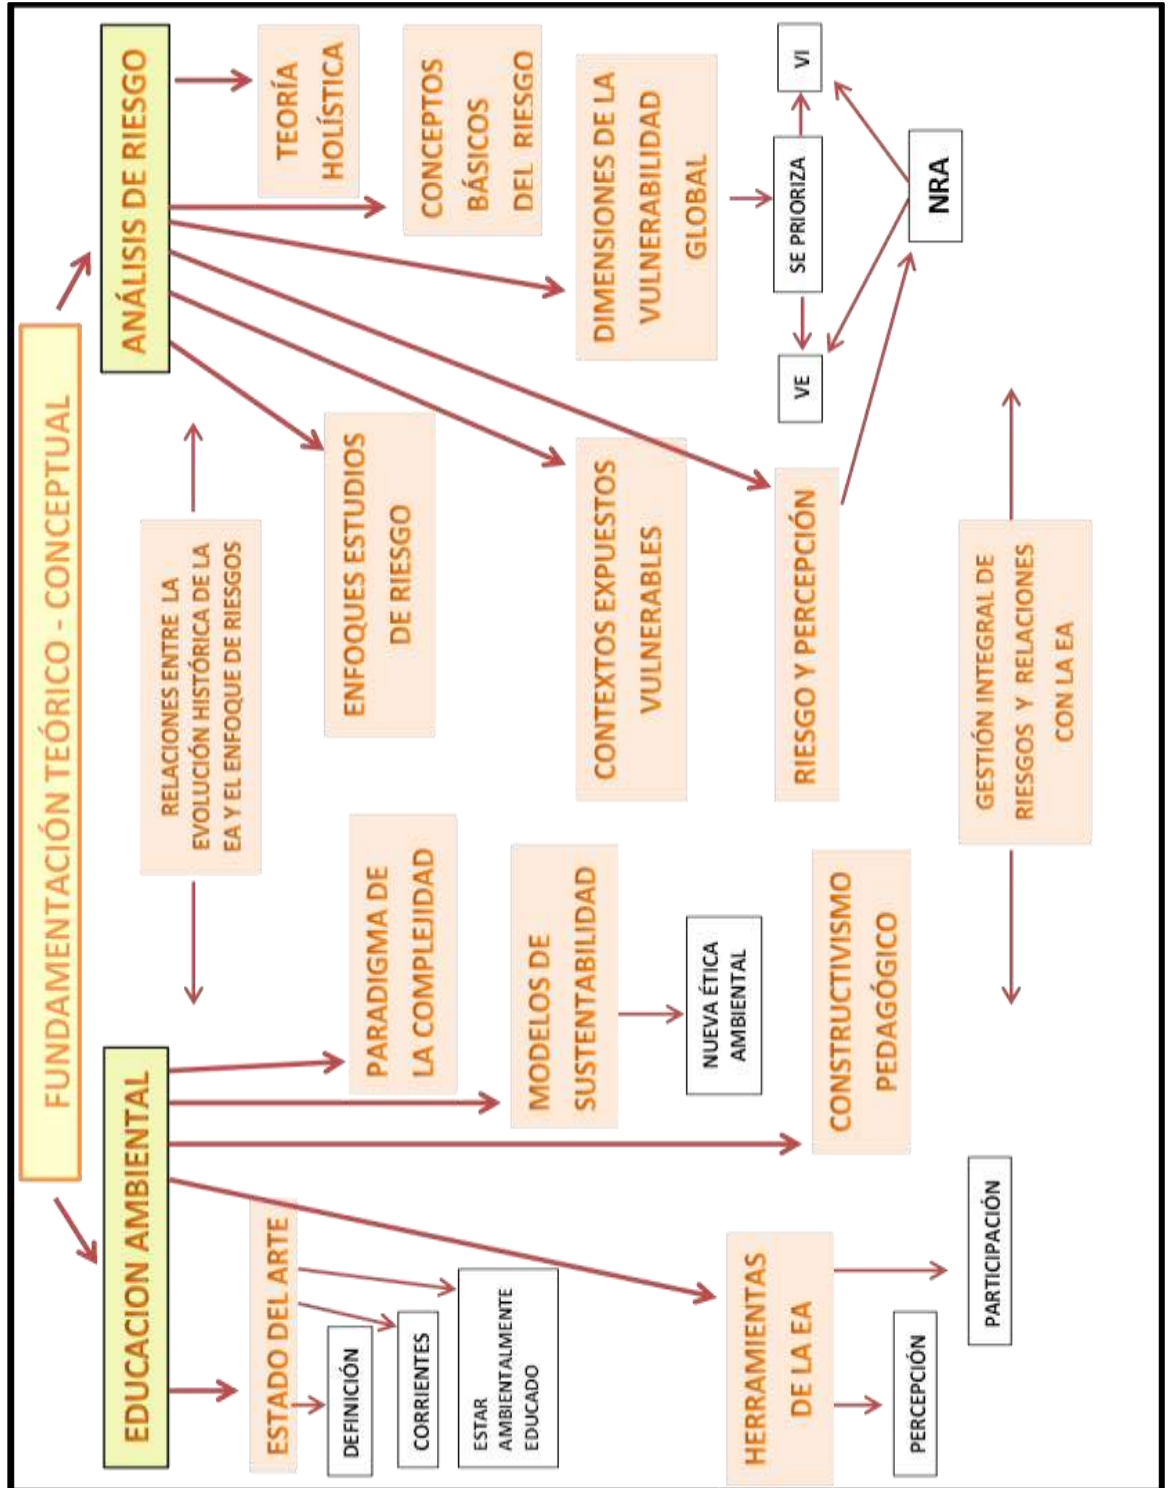 FUNDAMENTACIÓN TEÓRICO - CONCEPTUAL
EDUCACION AMBIENTAL
ANÁLISIS DE RIESGO
RELACIONES ENTRE LA
EVOLUCIÓN HISTÓRICA DE LA
EA Y EL ENFOQUE DE RIESGOS
ESTADO DEL ARTE
DEFINICIÓN
CORRIENTES
ESTAR
AMBIENTALMENTE
EDUCADO
PARADIGMA DE
LA COMPLEJIDAD
MODELOS DE
SUSTENTABILIDAD
NUEVA ÉTICA
AMBIENTAL
CONSTRUCTIVISMO
PEDAGÓGICO
HERRAMIENTAS
DE LA EA
PERCEPCIÓN
PARTICIPACIÓN
TEORÍA
HOLÍSTICA
CONCEPTOS
BÁSICOS
DEL RIESGO
ENFOQUES ESTUDIOS
DE RIESGO
DIMENSIONES DE LA
VULNERABILIDAD
GLOBAL
CONTEXTOS EXPUESTOS
VULNERABLES
RIESGO Y PERCEPCIÓN
VE
SE PRIORIZA
VI
NRA
GESTIÓN INTEGRAL DE
RIESGOS Y RELACIONES
CON LA EA